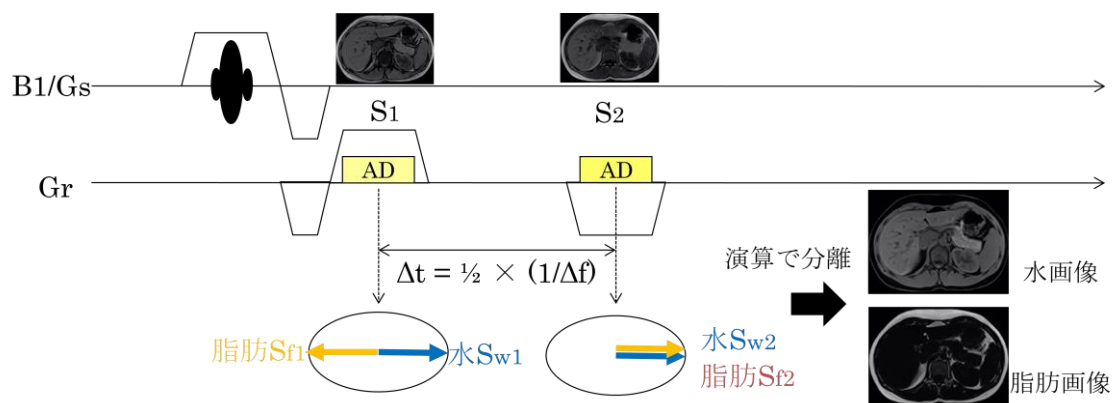 B1/Gs
S1
S2
Gr
AD
AD
Δt = ½ × (1/Δf)
演算で分離
水画像
脂肪Sf1
水Sw1
水Sw2
脂肪Sf2
脂肪画像